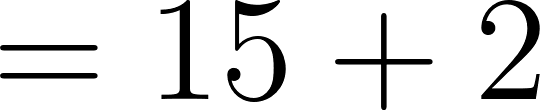 = 15 + 2